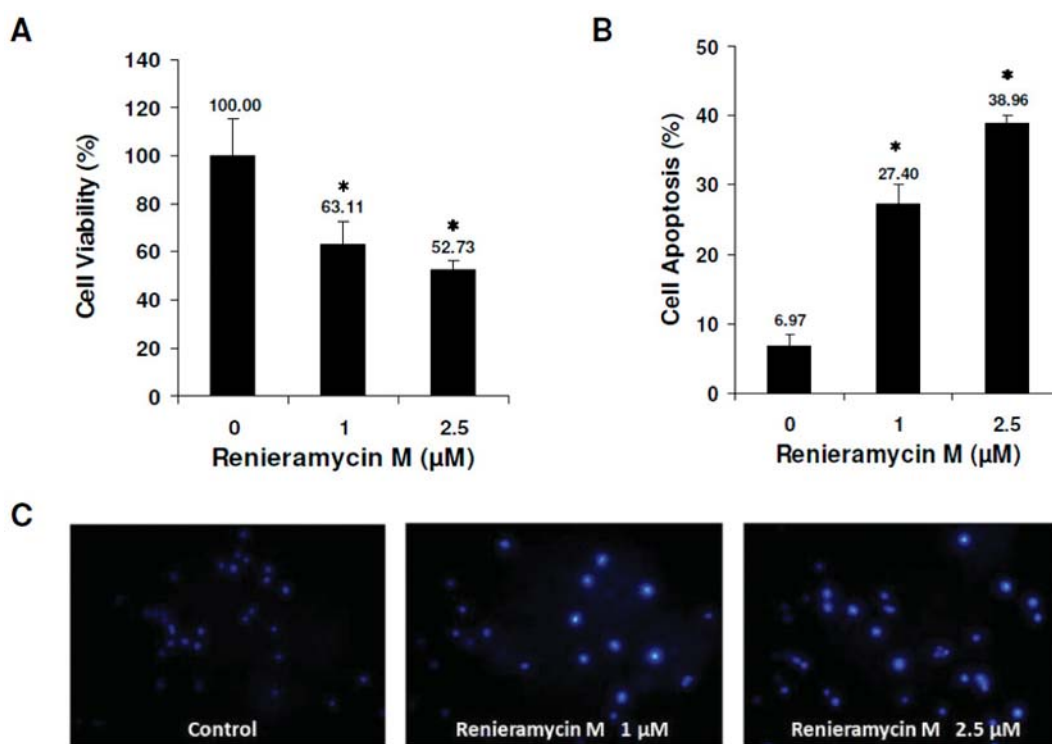 A
Cell Viability (%)
140
120
100
80
60
40
20
0
100.00
*
63.11
*
52.73
0 1 2.5
Renieramycin M (µM)
B
Cell Apoptosis (%)
50
40
30
20
10
0
6.97
*
27.40
*
38.96
0 1 2.5
Renieramycin M (µM)
C
Control
Renieramycin M 1 µM
Renieramycin M 2.5 µM